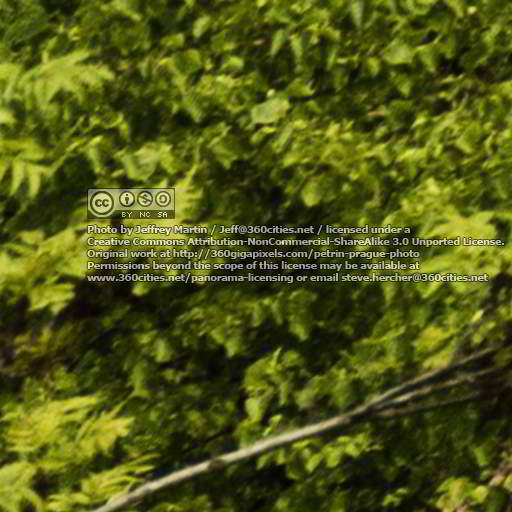 cc
BY NC SA
Photo by Jeffrey Martin / Jeff@360cities.net / licensed under a
Creative Commons Attribution-NonCommercial-ShareAlike 3.0 Unported License.
Original work at http://360gigapixels.com/petrin-prague-photo
Permissions beyond the scope of this license may be available at
www.360cities.net/panorama-licensing or email steve.hercher@360cities.net